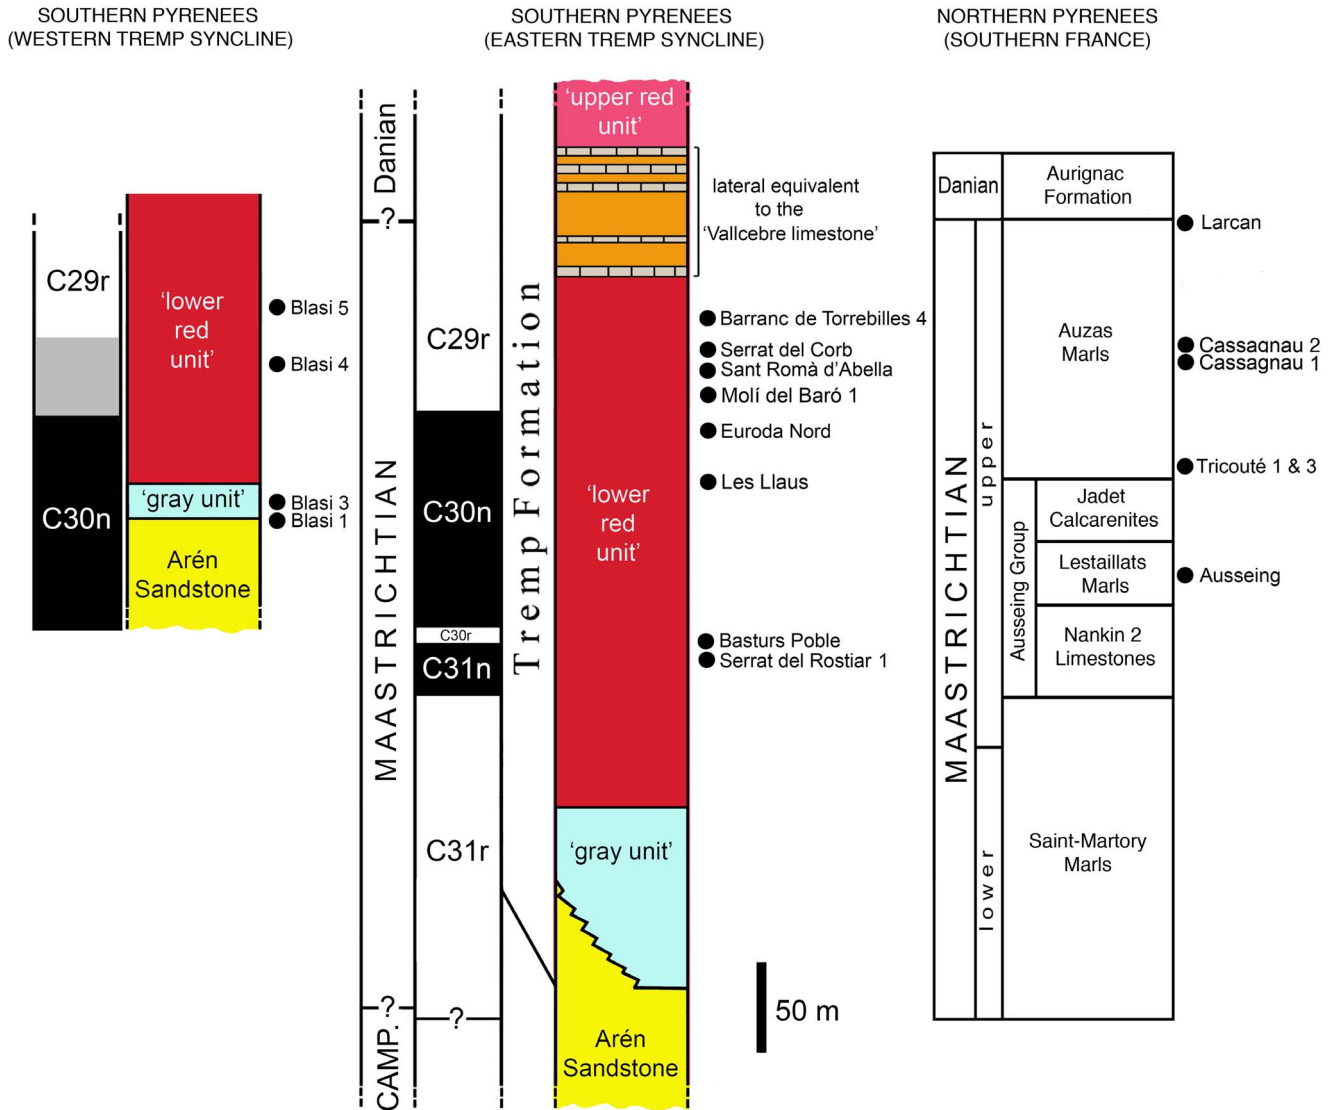 SOUTHERN PYRENEES
(WESTERN TREMP SYNCLINE)
C29r
C30n
'lower
red
unit'
'gray unit'
Arén
Sandstone
Blasi 5
Blasi 4
Blasi 3
Blasi 1
SOUTHERN PYRENEES
(EASTERN TREMP SYNCLINE)
Danian
?
MAASTRICHTIAN
?
CAMP.
C29r
C30n
C30r
C31n
C31r
?
Tremp Formation
'upper red
unit'
'lower
red
unit'
'gray unit'
Arén
Sandstone
lateral equivalent
to the
'Vallcebre limestone'
Barranc de Torrebilles 4
Serrat del Corb
Sant Romà d'Abella
Molí del Baró 1
Euroda Nord
Les Llaus
Basturs Poble
Serrat del Rostiar 1
50 m
NORTHERN PYRENEES
(SOUTHERN FRANCE)
Danian
MAASTRICHTIAN
upper
lower
Aurignac
Formation
Auzas
Marls
Ausseing Group
Jadet
Calcarenites
Lestaillats
Marls
Nankin 2
Limestones
Saint-Martory
Marls
Larcan
Cassagnau 2
Cassagnau 1
Tricouté 1 & 3
Ausseing